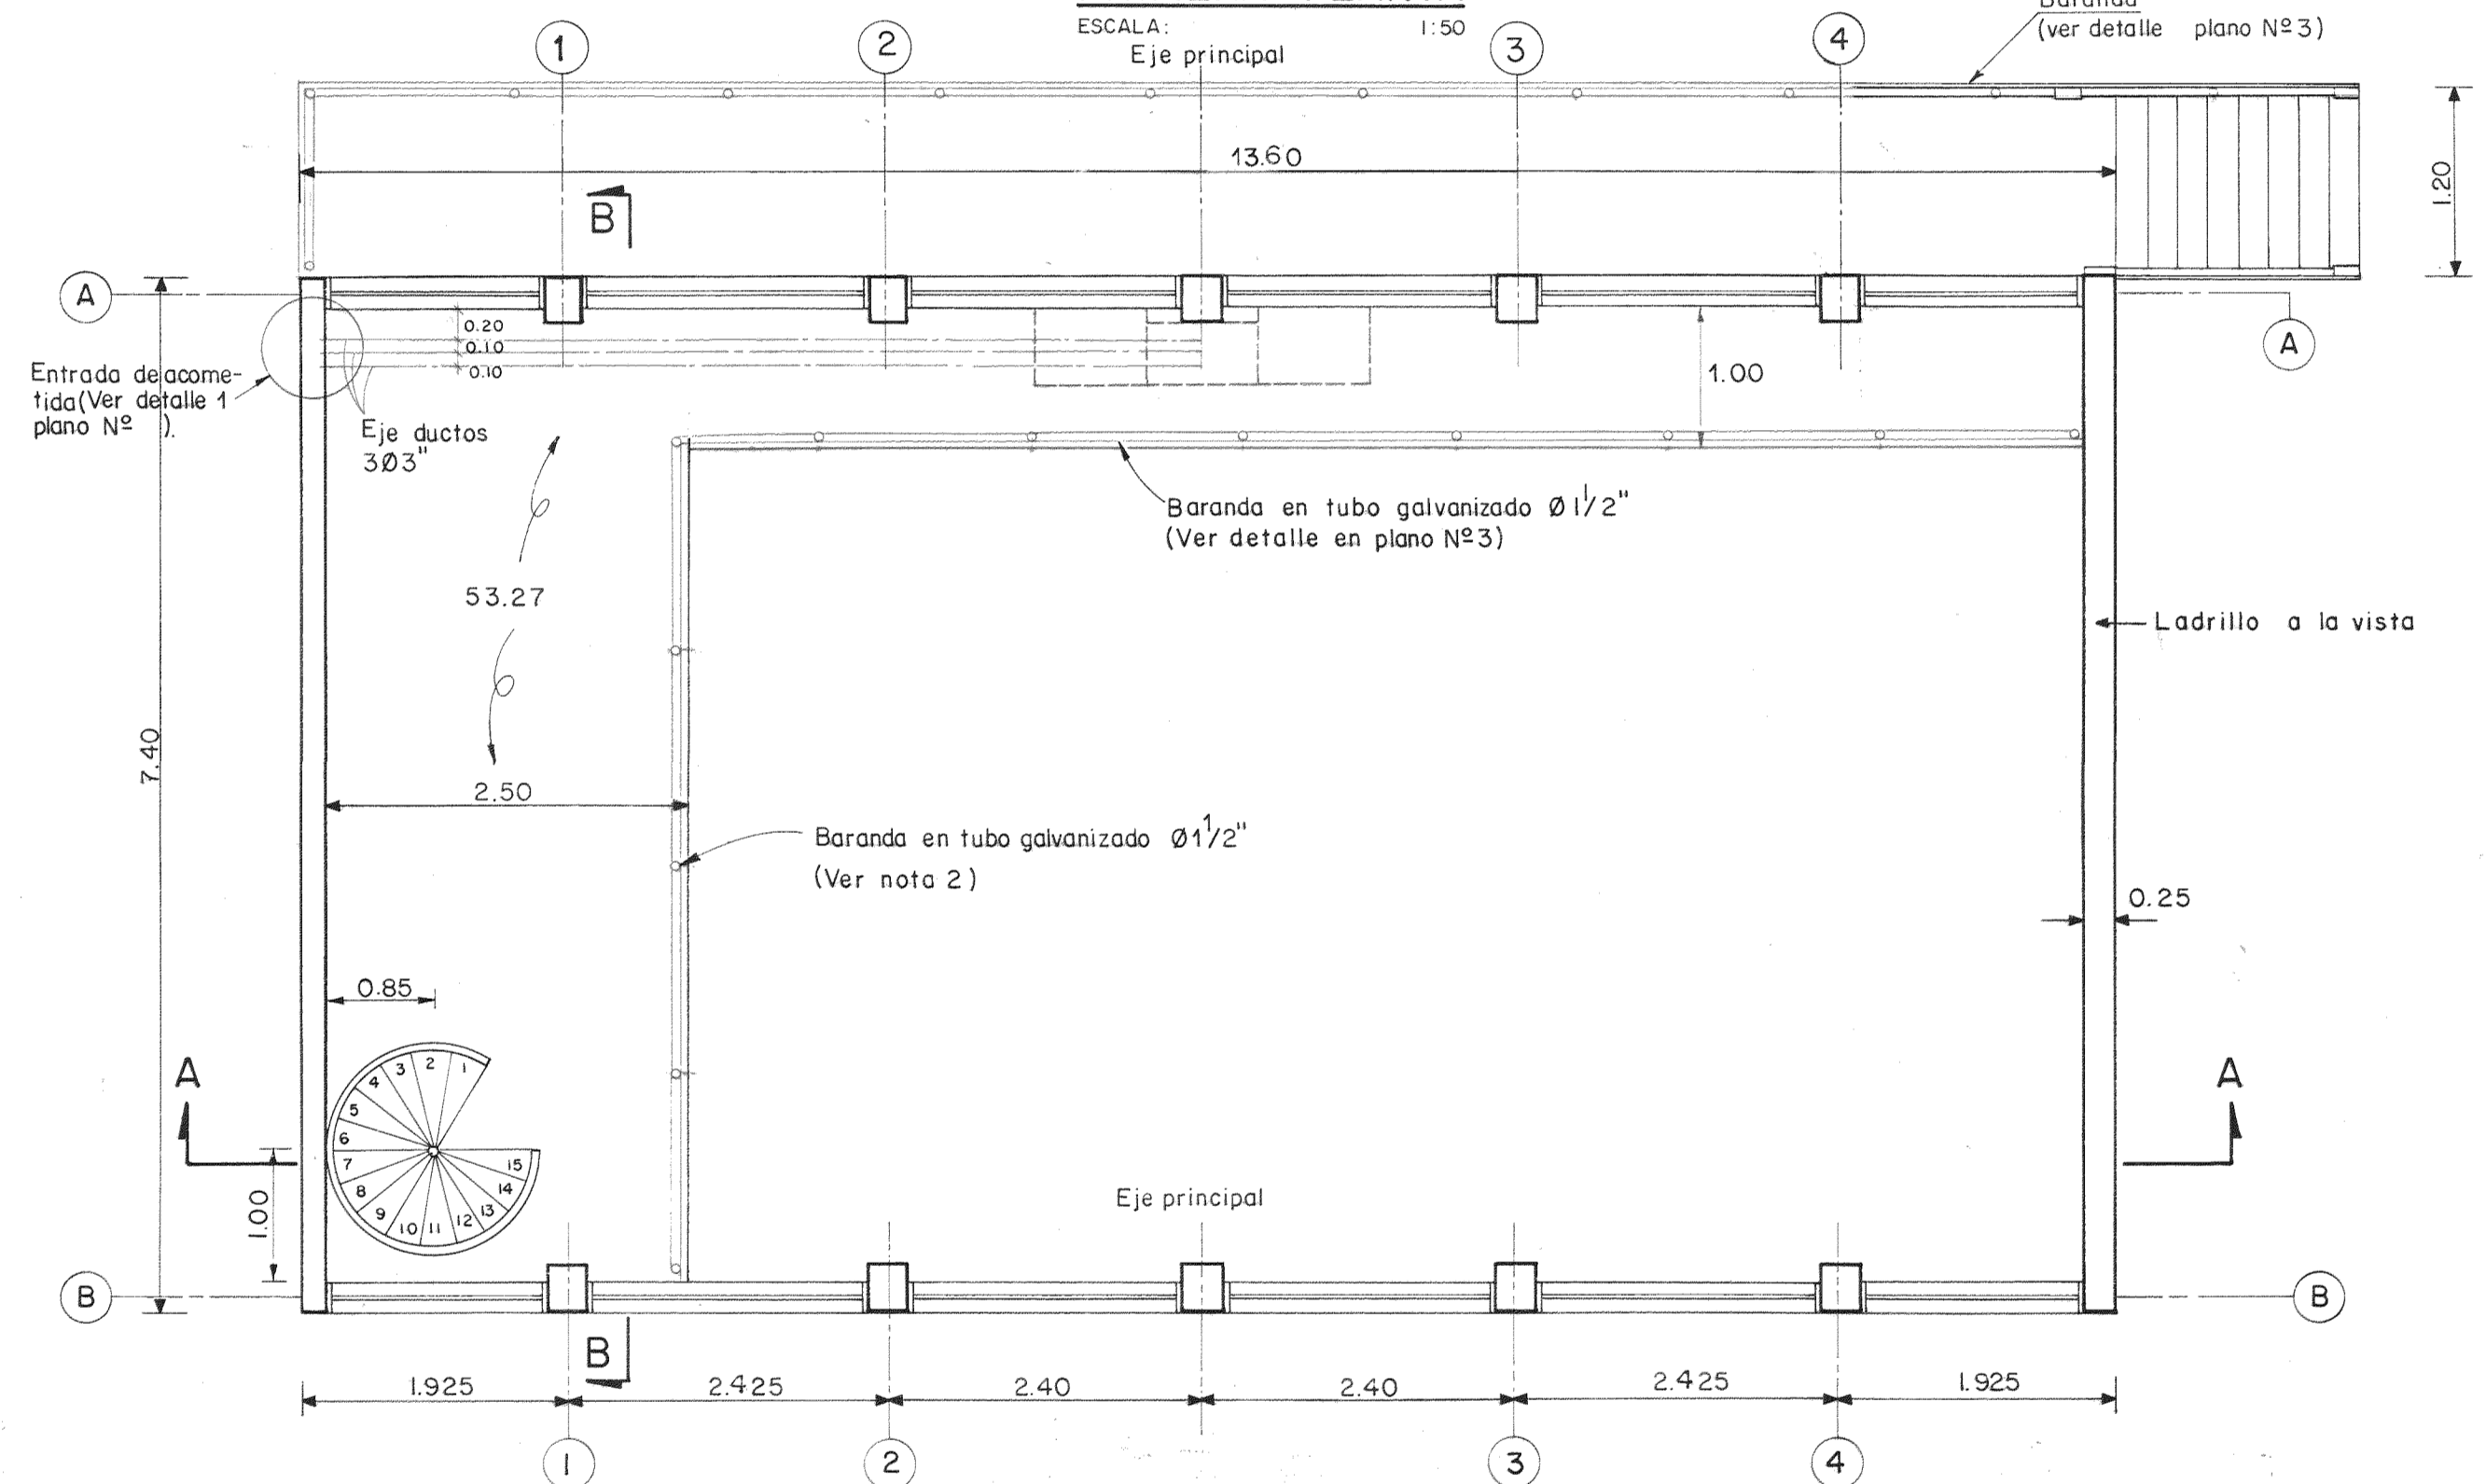 ESCALA: 1:50
Eje principal
Baranda
(ver detalle plano Nº3)
1
2
3
4
13.60
1.20
B
A
A
0.20
0.10
0.10
1.00
Entrada de acome-
tida (Ver detalle 1
plano Nº ).
Eje ductos
3Ø3"
Baranda en tubo galvanizado Ø1 1/2"
(Ver detalle en plano Nº3)
53.27
Ladrillo a la vista
7.40
2.50
Baranda en tubo galvanizado Ø1 1/2"
(Ver nota 2)
0.25
0.85
A
A
1
2
3
4
5
6
7
8
9
10
11
12
13
14
15
1.00
Eje principal
B
B
B
1.925
2.425
2.40
2.40
2.425
1.925
1
2
3
4